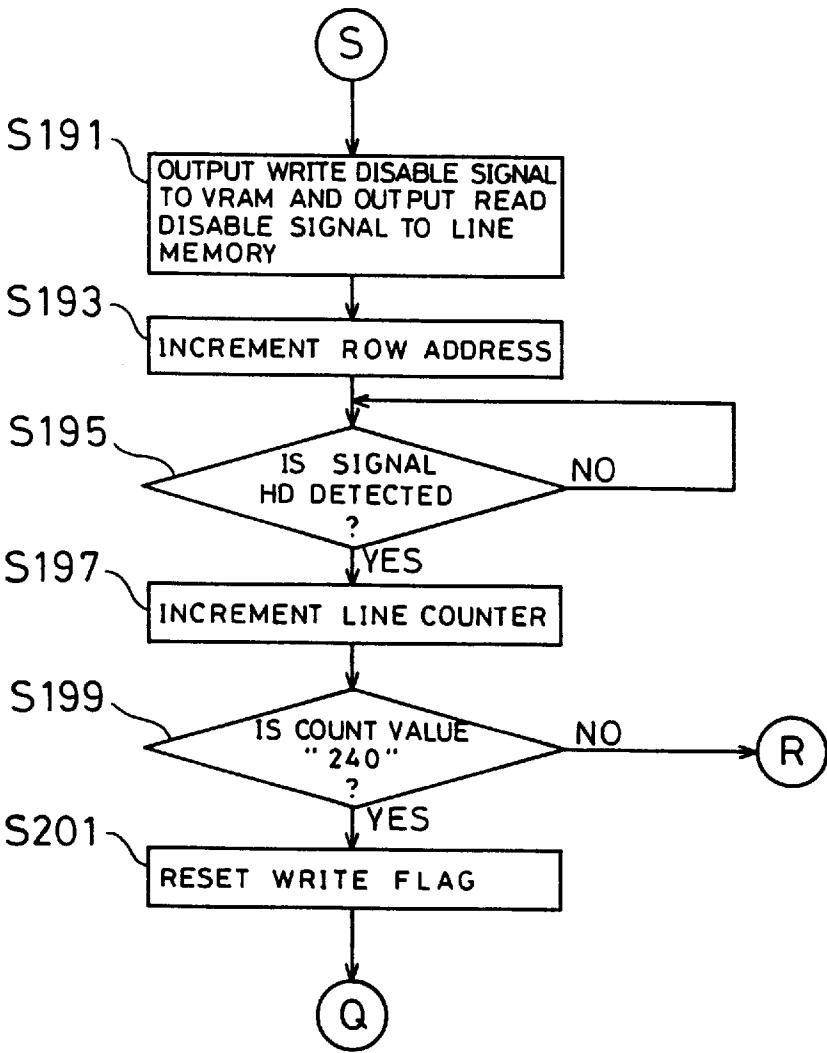 S
S191
OUTPUT WRITE DISABLE SIGNAL
TO VRAM AND OUTPUT READ
DISABLE SIGNAL TO LINE
MEMORY
S193
INCREMENT ROW ADDRESS
S195
IS SIGNAL
HD DETECTED
?
NO
YES
S197
INCREMENT LINE COUNTER
S199
IS COUNT VALUE
"240"
?
NO
R
YES
S201
RESET WRITE FLAG
Q